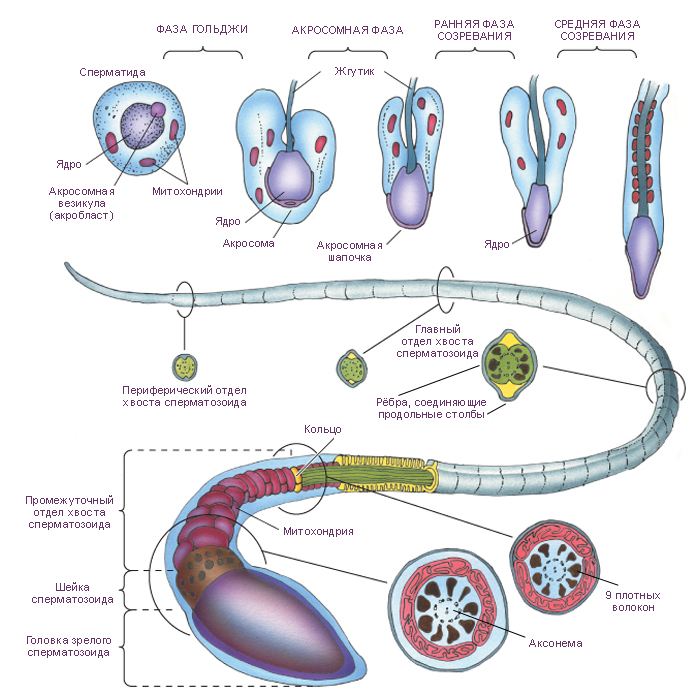 ФАЗА ГОЛЬДЖИ
АКРОСОМНАЯ ФАЗА
РАННЯЯ ФАЗА
СОЗРЕВАНИЯ
СРЕДНЯЯ ФАЗА
СОЗРЕВАНИЯ
Сперматида
Жгутик
Ядро
Акросомная
везикула
(акробласт)
Митохондрии
Ядро
Акросома
Акросомная
шапочка
Ядро
Периферический отдел
хвоста сперматозоида
Главный
отдел хвоста
сперматозоида
Рёбра, соединяющие
продольные столбы
Кольцо
Промежуточный
отдел хвоста
сперматозоида
Митохондрия
Шейка
сперматозоида
9 плотных
волокон
Аксонема
Головка зрелого
сперматозоида